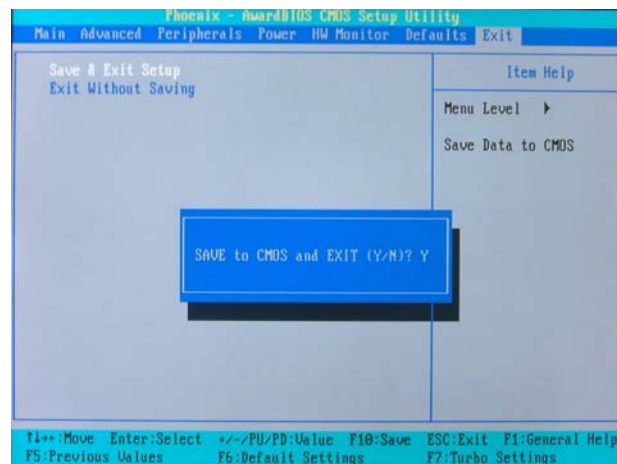 Phoenix - AwardBIOS CMOS Setup Utility
Main Advanced Peripherals Power HW Monitor Defaults Exit
Save & Exit Setup
Exit Without Saving
Item Help
Menu Level ▶
Save Data to CMOS
SAVE to CMOS and EXIT (Y/N)? Y
↑↓→←:Move Enter:Select +/-/PU/PD:Value F10:Save ESC:Exit F1:General Help
F5:Previous Values F6:Default Settings F7:Turbo Settings